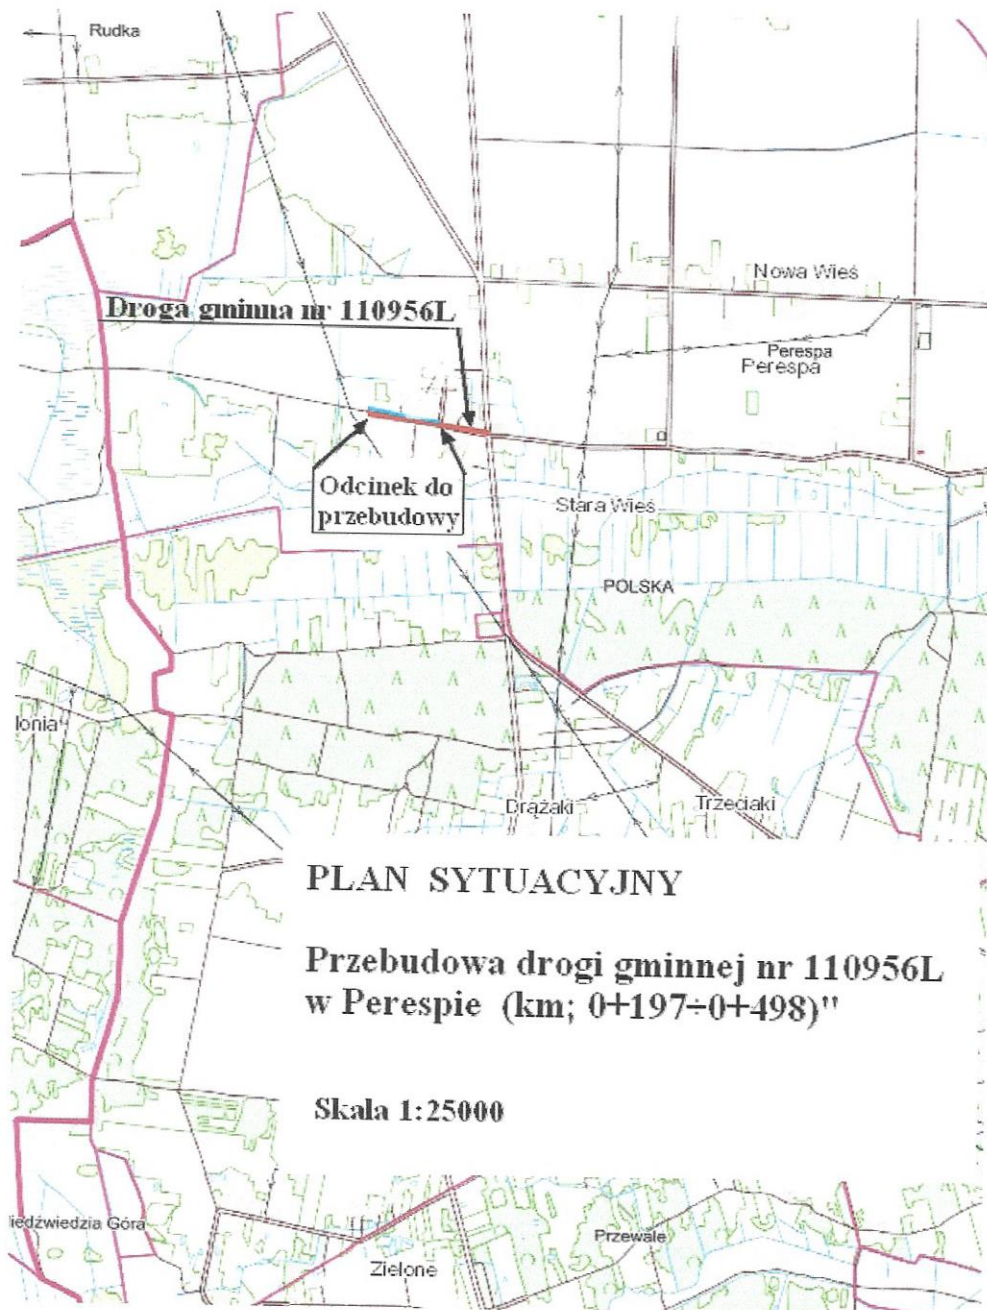 Rudka
Nowa Wieś
Droga gminna nr 110956L
Perespa
Perespa
Odcinek do
przebudowy
Stara Wieś
POLSKA
lonia
Drążaki
Trzeciaki
PLAN SYTUACYJNY
Przebudowa drogi gminnej nr 110956L
w Perespie (km; 0+197÷0+498)"
Skala 1:25000
iedźwiedzia Góra
Przewale
Zielone